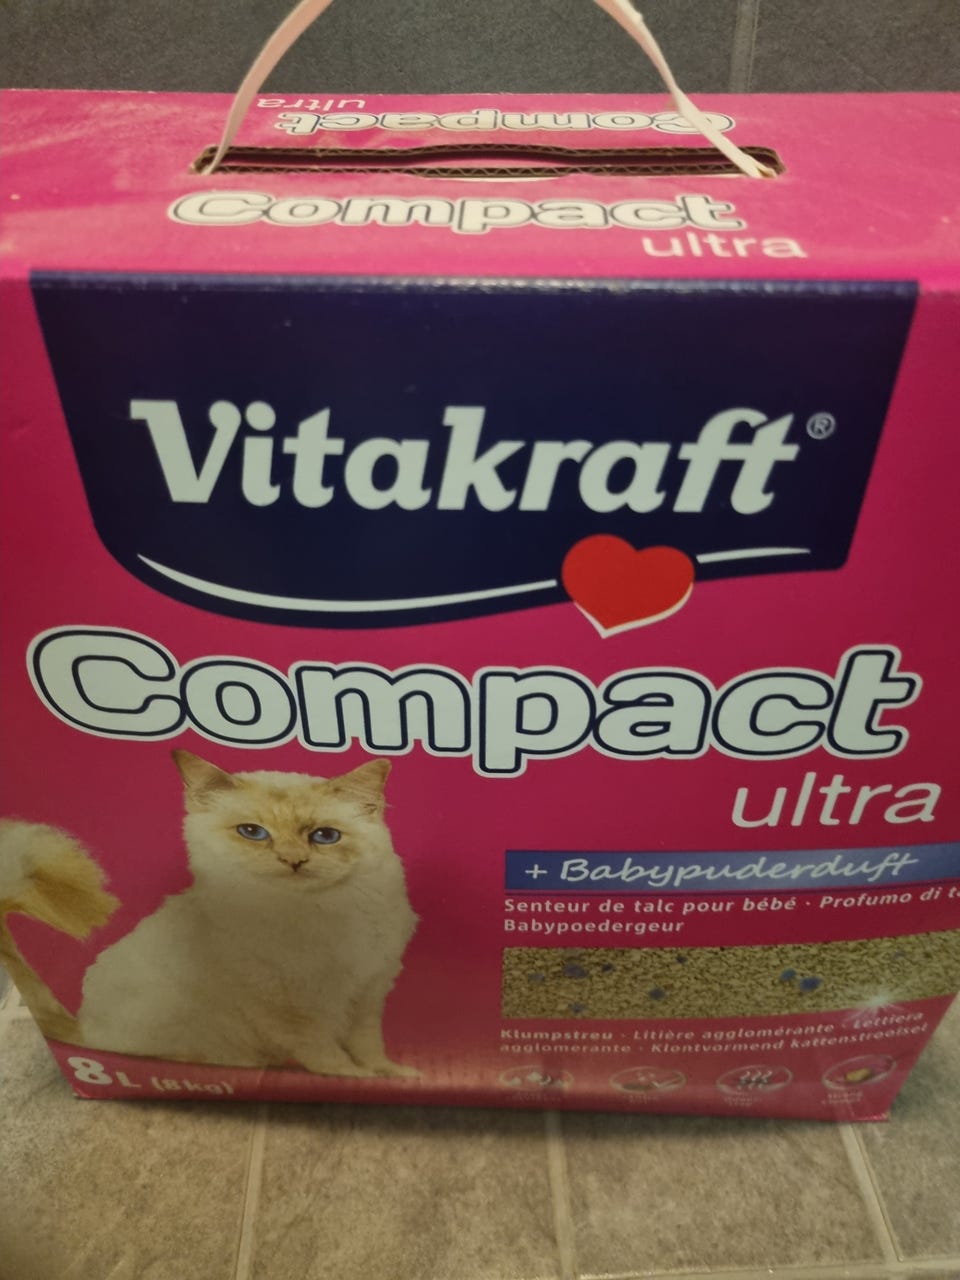 Compact
ultra
Compact
ultra
Vitakraft®
Compact
ultra
+ Babypuderduft
Senteur de talc pour bébé · Profumo di
Babypoedergeur
Klumpstreu · Litière agglomérante · Lettiera
agglomerante · Klontvormend kattenstrooisel
8L (8kg)